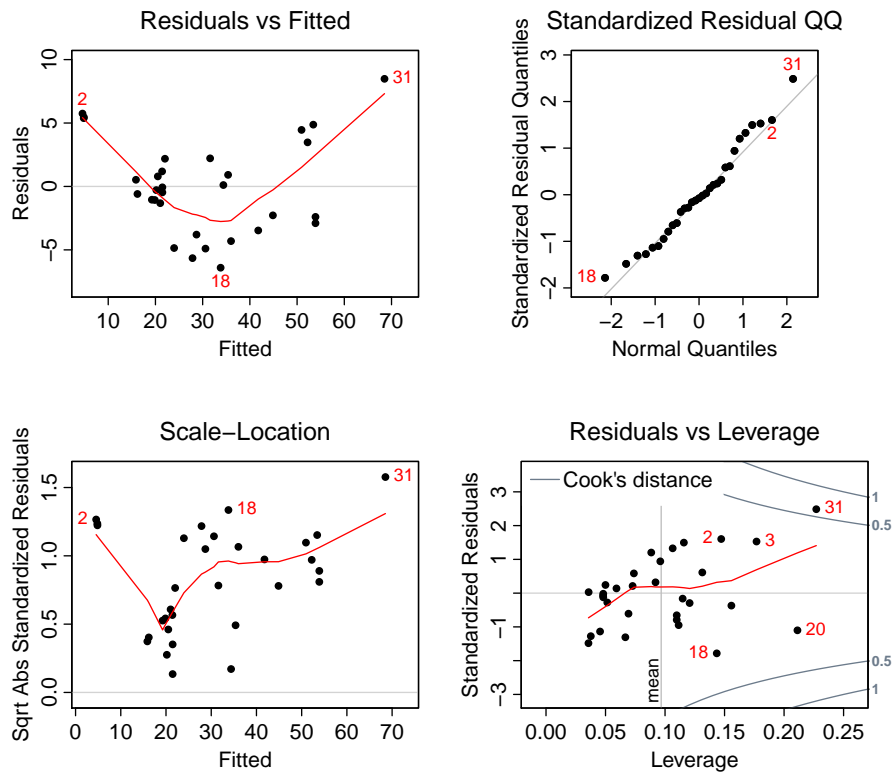 Residuals vs Fitted
10
5
0
−5
Residuals
2
31
18
10 20 30 40 50 60 70
Fitted
Standardized Residual QQ
3
2
1
0
−1
−2
Standardized Residual Quantiles
31
2
18
−2 −1 0 1 2
Normal Quantiles
Scale−Location
1.5
1.0
0.5
0.0
Sqrt Abs Standardized Residuals
2
18
31
0 10 20 30 40 50 60 70
Fitted
Residuals vs Leverage
3
2
1
−1
−3
Standardized Residuals
Cook's distance
1
0.5
31
2
3
18
20
mean
0.5
1
0.00 0.05 0.10 0.15 0.20 0.25
Leverage